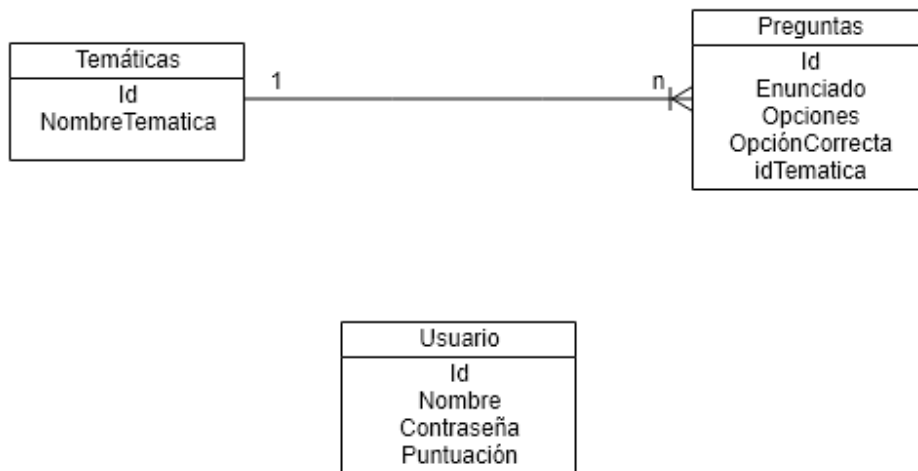 Temáticas
Id
NombreTematica
1
n
Preguntas
Id
Enunciado
Opciones
OpciónCorrecta
idTematica
Usuario
Id
Nombre
Contraseña
Puntuación